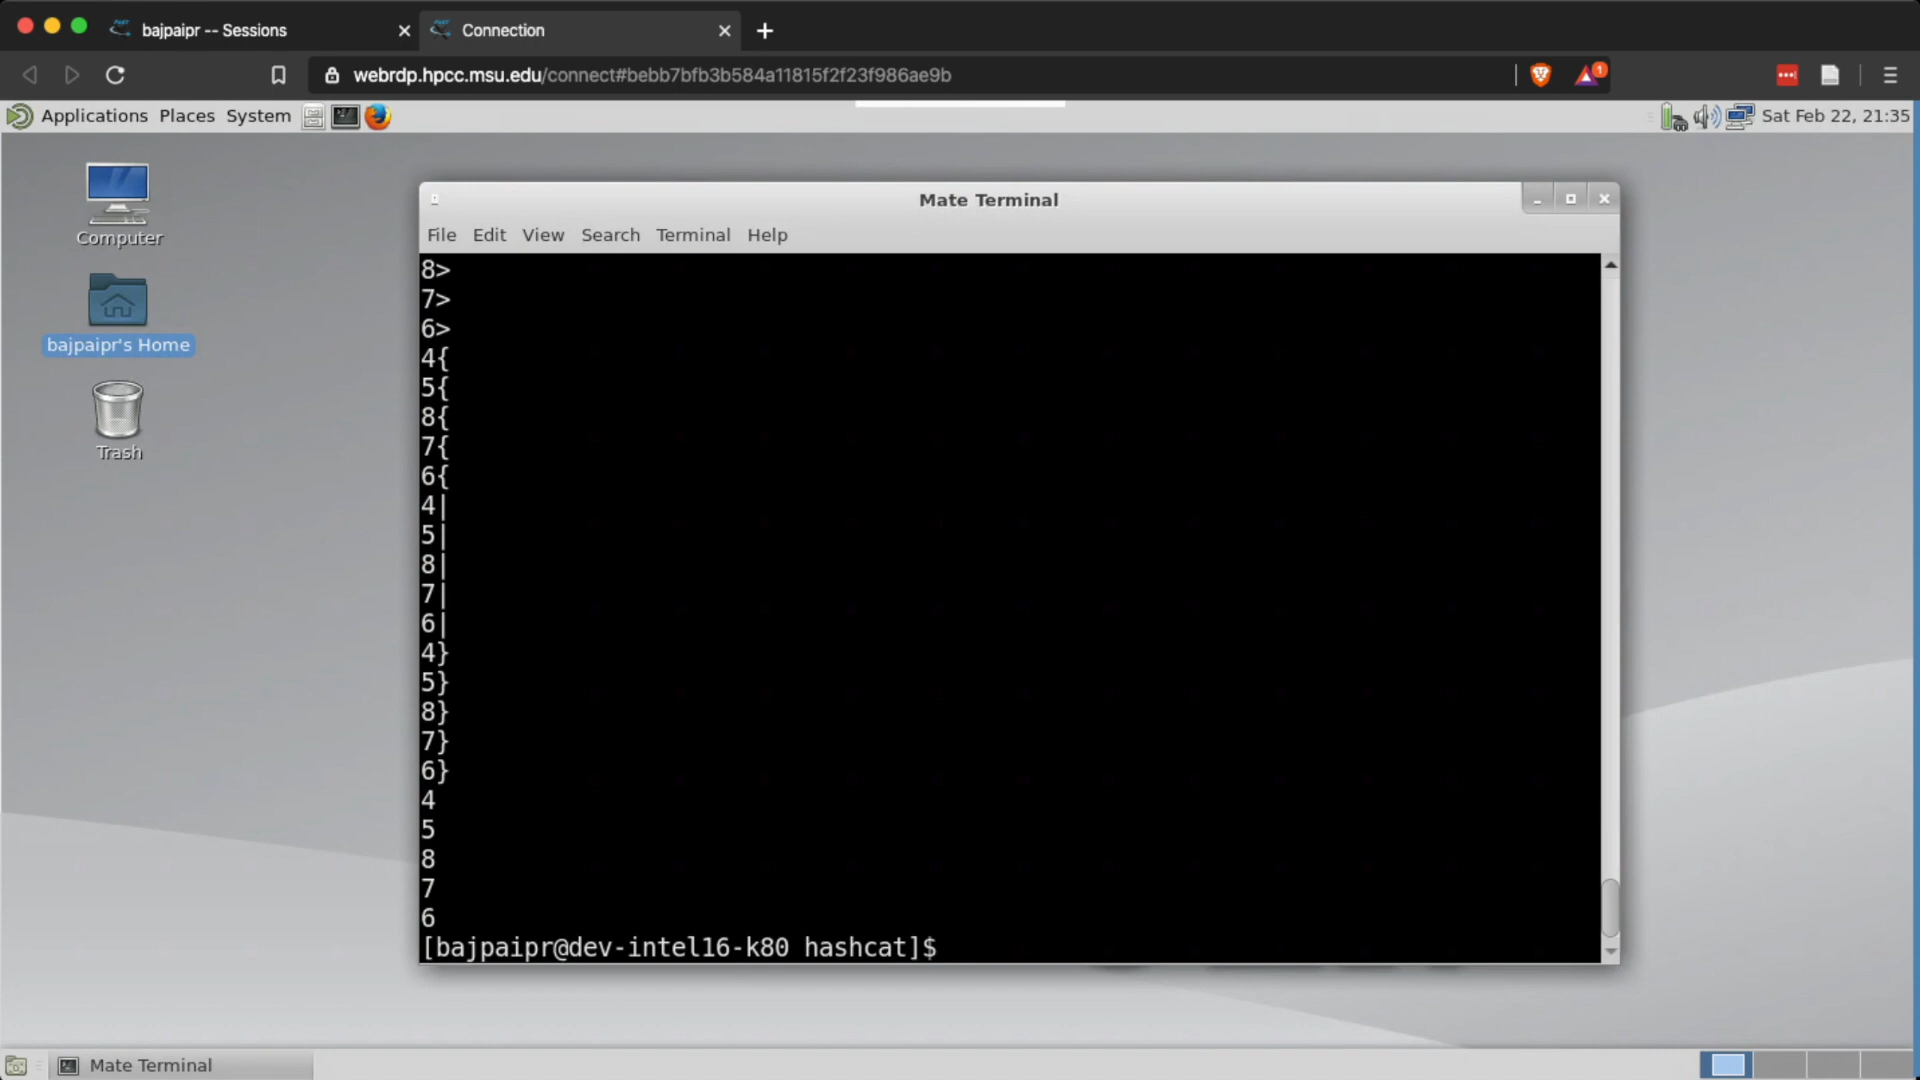 bajpaipr -- Sessions
Connection
webrdp.hpcc.msu.edu/connect#bebb7bfb3b584a11815f2f23f986ae9b
1
Applications Places System
Sat Feb 22, 21:35
Computer
bajpaipr's Home
Trash
Mate Terminal
File Edit View Search Terminal Help
8>
7>
6>
4{
5{
8{
7{
6{
4|
5|
8|
7|
6|
4}
5}
8}
7}
6}
4
5
8
7
6
[bajpaipr@dev-intel16-k80 hashcat]$
Mate Terminal